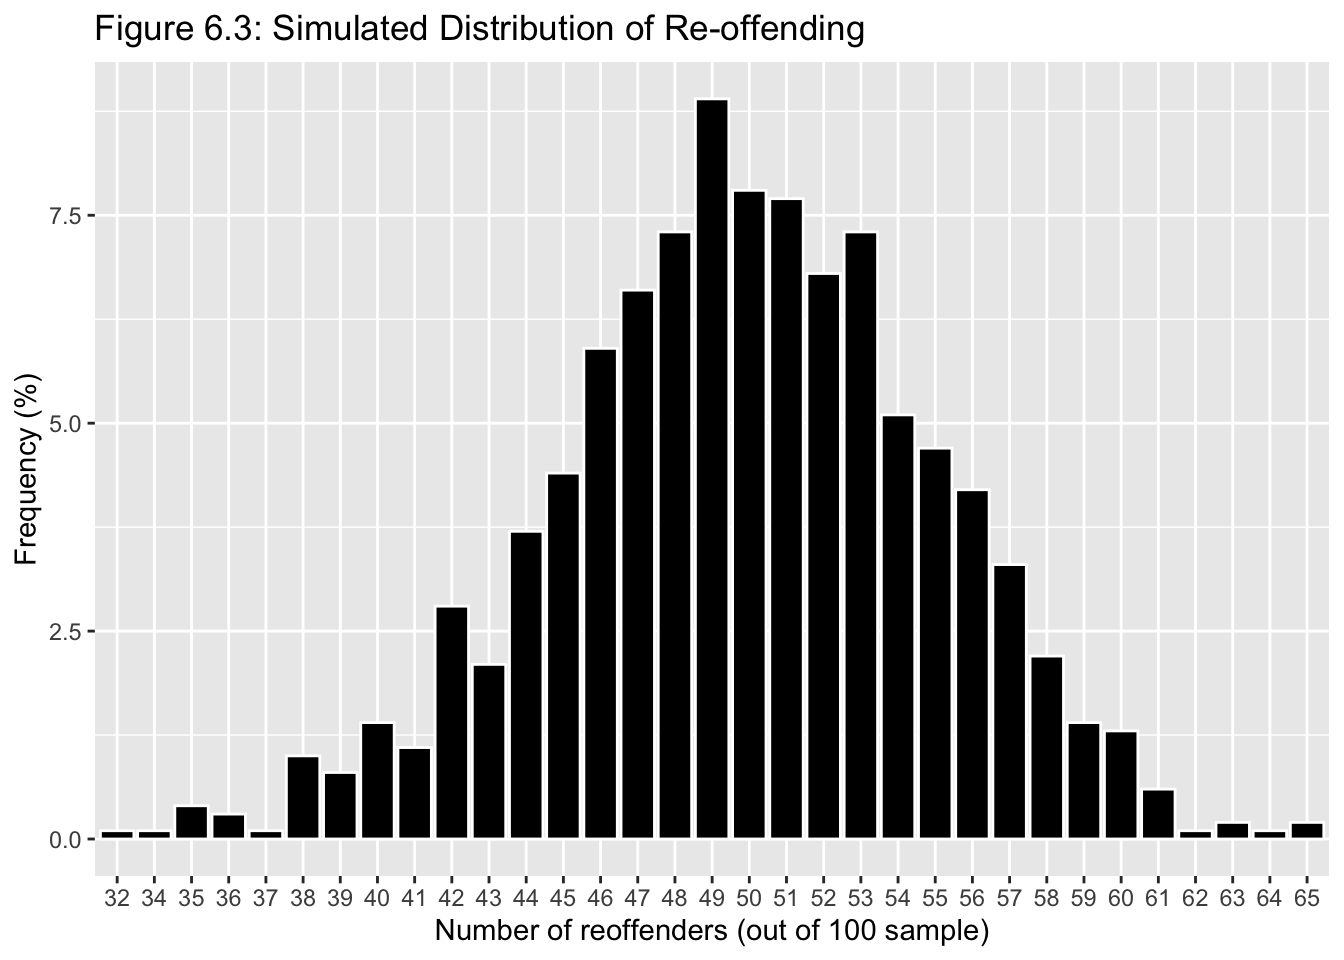 Figure 6.3: Simulated Distribution of Re-offending
Frequency (%)
7.5
5.0
2.5
0.0
32 34 35 36 37 38 39 40 41 42 43 44 45 46 47 48 49 50 51 52 53 54 55 56 57 58 59 60 61 62 63 64 65
Number of reoffenders (out of 100 sample)